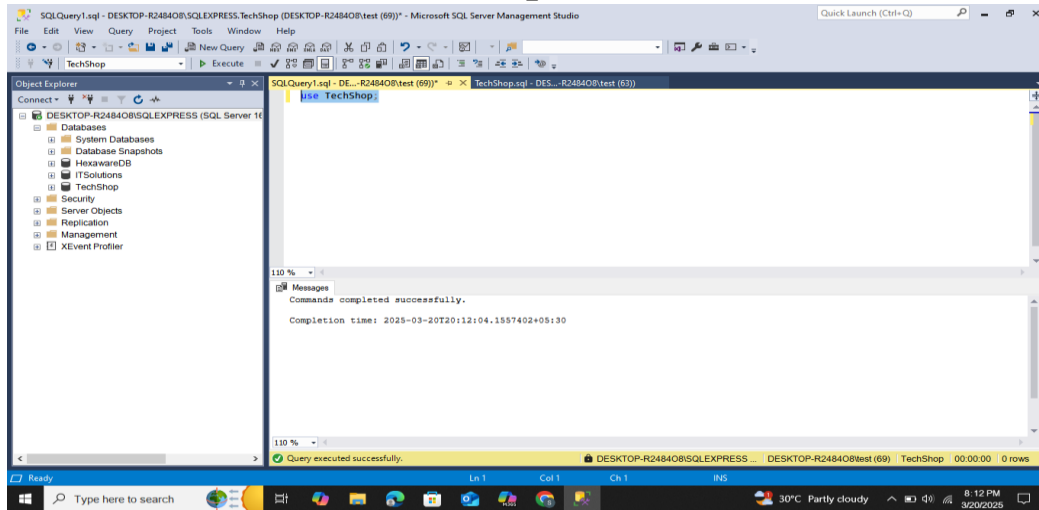 SQLQuery1.sql - DESKTOP-R2484O8\SQLEXPRESS.TechShop (DESKTOP-R2484O8\test (69))* - Microsoft SQL Server Management Studio
Quick Launch (Ctrl+Q)
File Edit View Query Project Tools Window Help
New Query
TechShop Execute
Object Explorer
SQLQuery1.sql - DE...-R2484O8\test (69))* TechShop.sql - DES...-R2484O8\test (63))
use TechShop;
Connect
DESKTOP-R2484O8\SQLEXPRESS (SQL Server 16
Databases
System Databases
Database Snapshots
HexawareDB
ITSolutions
TechShop
Security
Server Objects
Replication
Management
XEvent Profiler
110 %
Messages
Commands completed successfully.
Completion time: 2025-03-20T20:12:04.1557402+05:30
110 %
Query executed successfully. DESKTOP-R2484O8\SQLEXPRESS ... DESKTOP-R2484O8\test (69) TechShop 00:00:00 0 rows
Ready Ln 1 Col 1 Ch 1 INS
Type here to search 30°C Partly cloudy 8:12 PM
3/20/2025